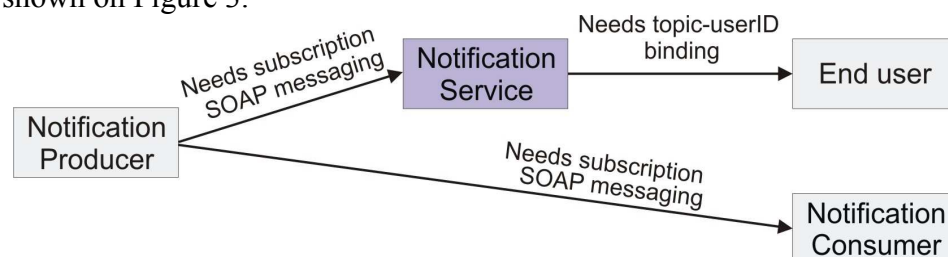 shown on Figure 3.
Needs subscription
SOAP messaging
Notification
Service
Needs topic-userID
binding
End user
Notification
Producer
Needs subscription
SOAP messaging
Notification
Consumer